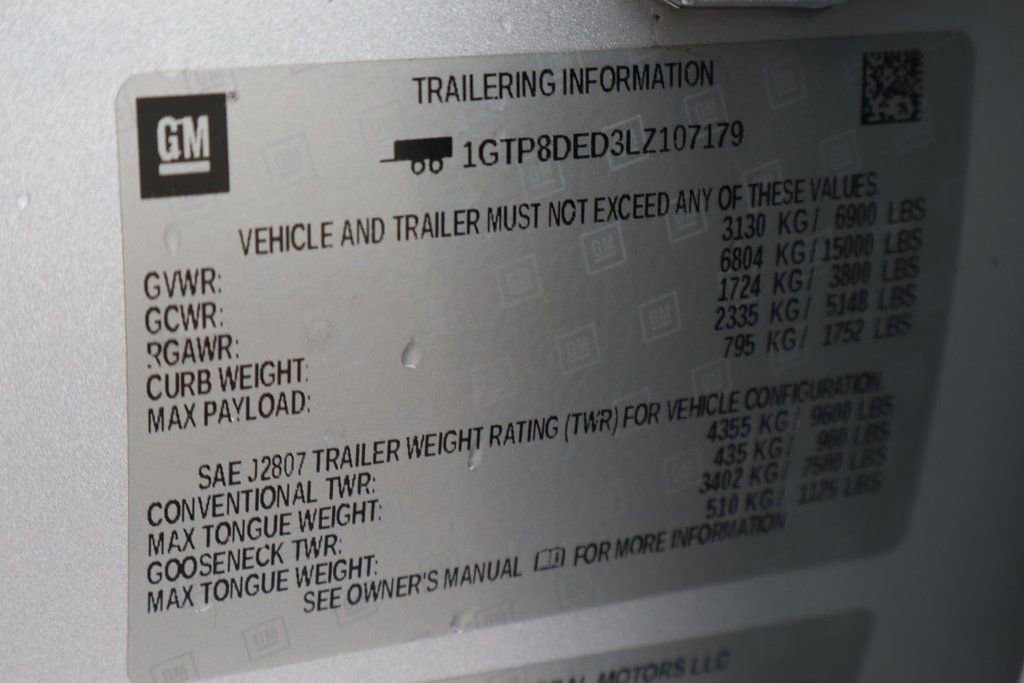 GM
TRAILERING INFORMATION
1GTP8DED3LZ107179
VEHICLE AND TRAILER MUST NOT EXCEED ANY OF THESE VALUES
GVWR: 3130 KG/ 6900 LBS
GCWR: 6804 KG/ 15000 LBS
RGAWR: 1724 KG/ 3800 LBS
CURB WEIGHT: 2335 KG/ 5148 LBS
MAX PAYLOAD: 795 KG/ 1752 LBS
SAE J2807 TRAILER WEIGHT RATING (TWR) FOR VEHICLE CONFIGURATION
CONVENTIONAL TWR: 4355 KG/ 9600 LBS
MAX TONGUE WEIGHT: 435 KG/ 960 LBS
GOOSENECK TWR: 3402 KG/ 7500 LBS
MAX TONGUE WEIGHT: 510 KG/ 1125 LBS
SEE OWNER'S MANUAL FOR MORE INFORMATION
MOTORS LLC